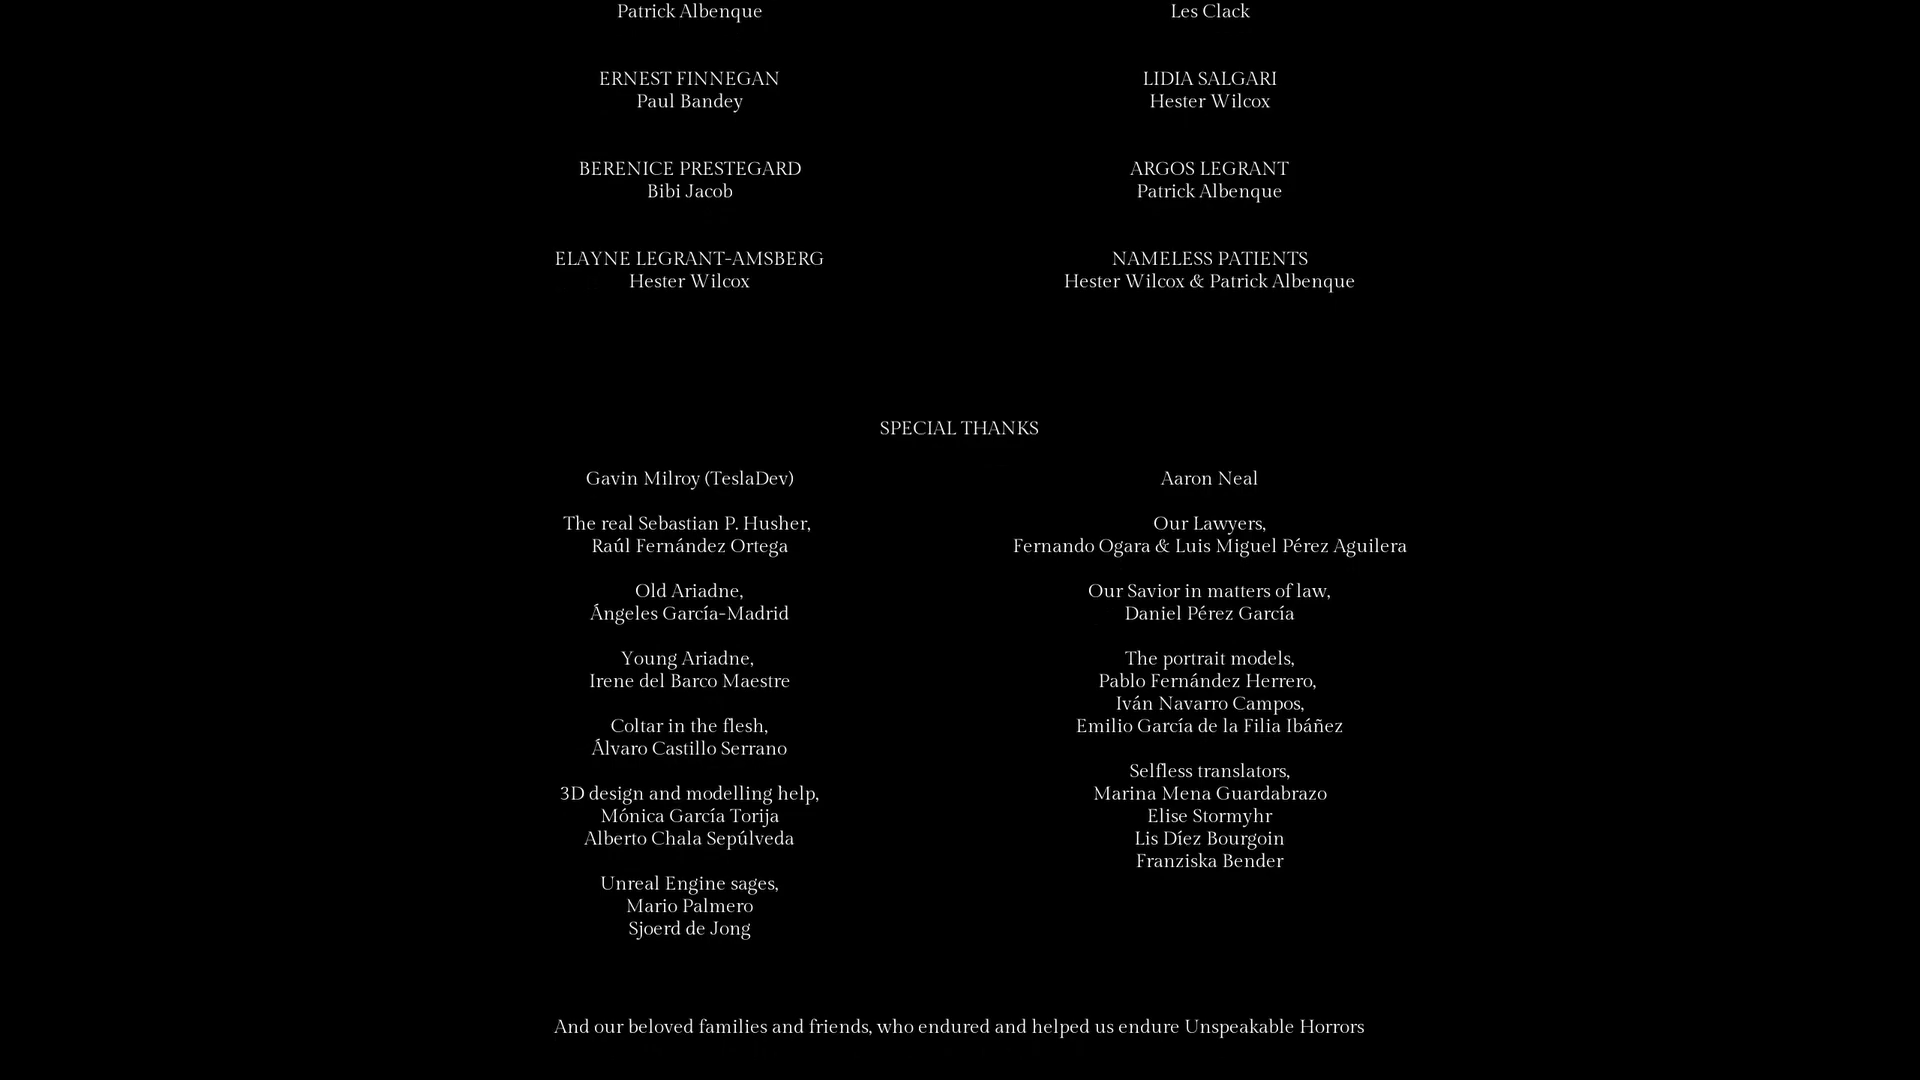 Patrick Albenque
Les Clack
ERNEST FINNEGAN
Paul Bandey
LIDIA SALGARI
Hester Wilcox
BERENICE PRESTEGARD
Bibi Jacob
ARGOS LEGRANT
Patrick Albenque
ELAYNE LEGRANT-AMSBERG
Hester Wilcox
NAMELESS PATIENTS
Hester Wilcox & Patrick Albenque
SPECIAL THANKS
Gavin Milroy (TeslaDev)
The real Sebastian P. Husher,
Raúl Fernández Ortega
Old Ariadne,
Ángeles García-Madrid
Young Ariadne,
Irene del Barco Maestre
Coltar in the flesh,
Álvaro Castillo Serrano
3D design and modelling help,
Mónica García Torija
Alberto Chala Sepúlveda
Unreal Engine sages,
Mario Palmero
Sjoerd de Jong
Aaron Neal
Our Lawyers,
Fernando Ogara & Luis Miguel Pérez Aguilera
Our Savior in matters of law,
Daniel Pérez García
The portrait models,
Pablo Fernández Herrero,
Iván Navarro Campos,
Emilio García de la Filia Ibáñez
Selfless translators,
Marina Mena Guardabrazo
Elise Stormyhr
Lis Díez Bourgoin
Franziska Bender
And our beloved families and friends, who endured and helped us endure Unspeakable Horrors